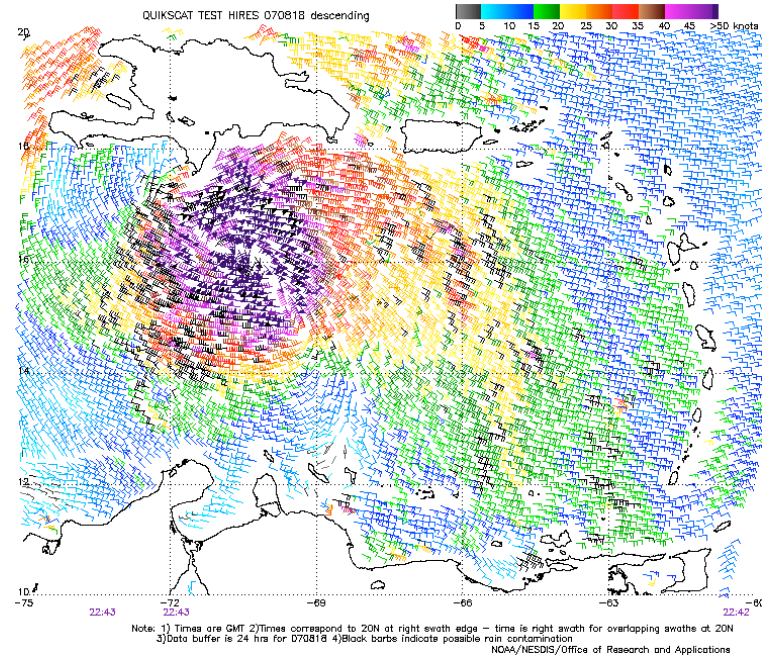 QUIKSCAT TEST HIRES 070818 descending
0 5 10 15 20 25 30 35 40 45 >50 knots
20
18
16
14
12
10
-75 -72 -69 -66 -63 -60
22:43 22:43 22:42
Note: 1) Times are GMT 2)Times correspond to 20N at right swath edge - time is right swath for overlapping swaths at 20N
3)Data buffer is 24 hrs for 070818 4)Black barbs indicate possible rain contamination
NOAA/NESDIS/Office of Research and Applications